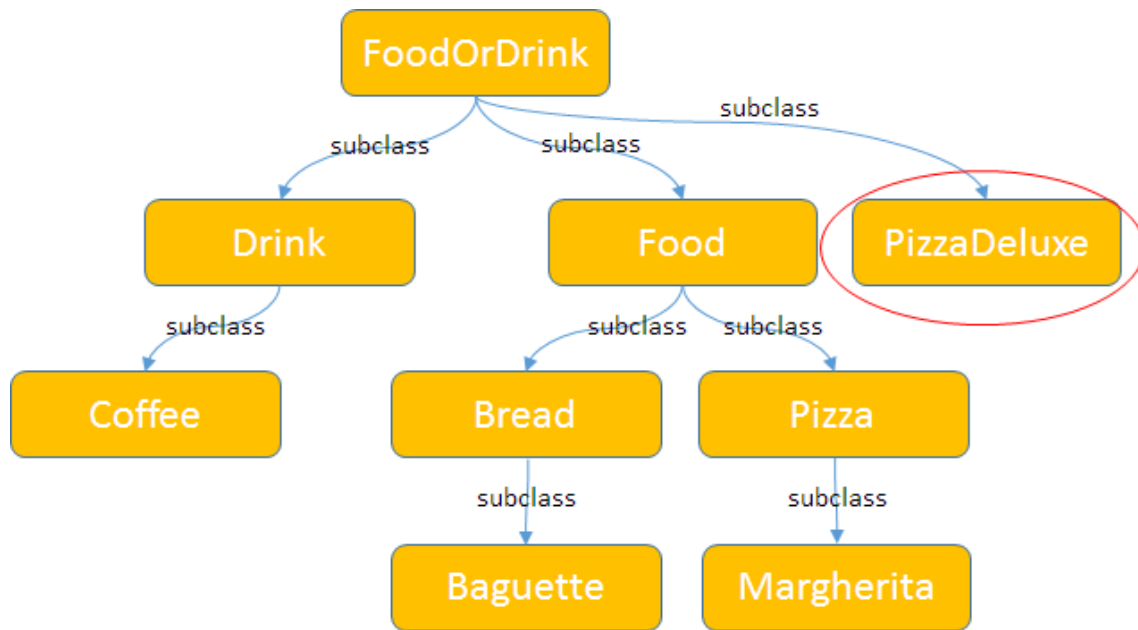 FoodOrDrink
subclass
subclass
subclass
Drink
Food
PizzaDeluxe
subclass
subclass
subclass
Coffee
Bread
Pizza
subclass
subclass
Baguette
Margherita